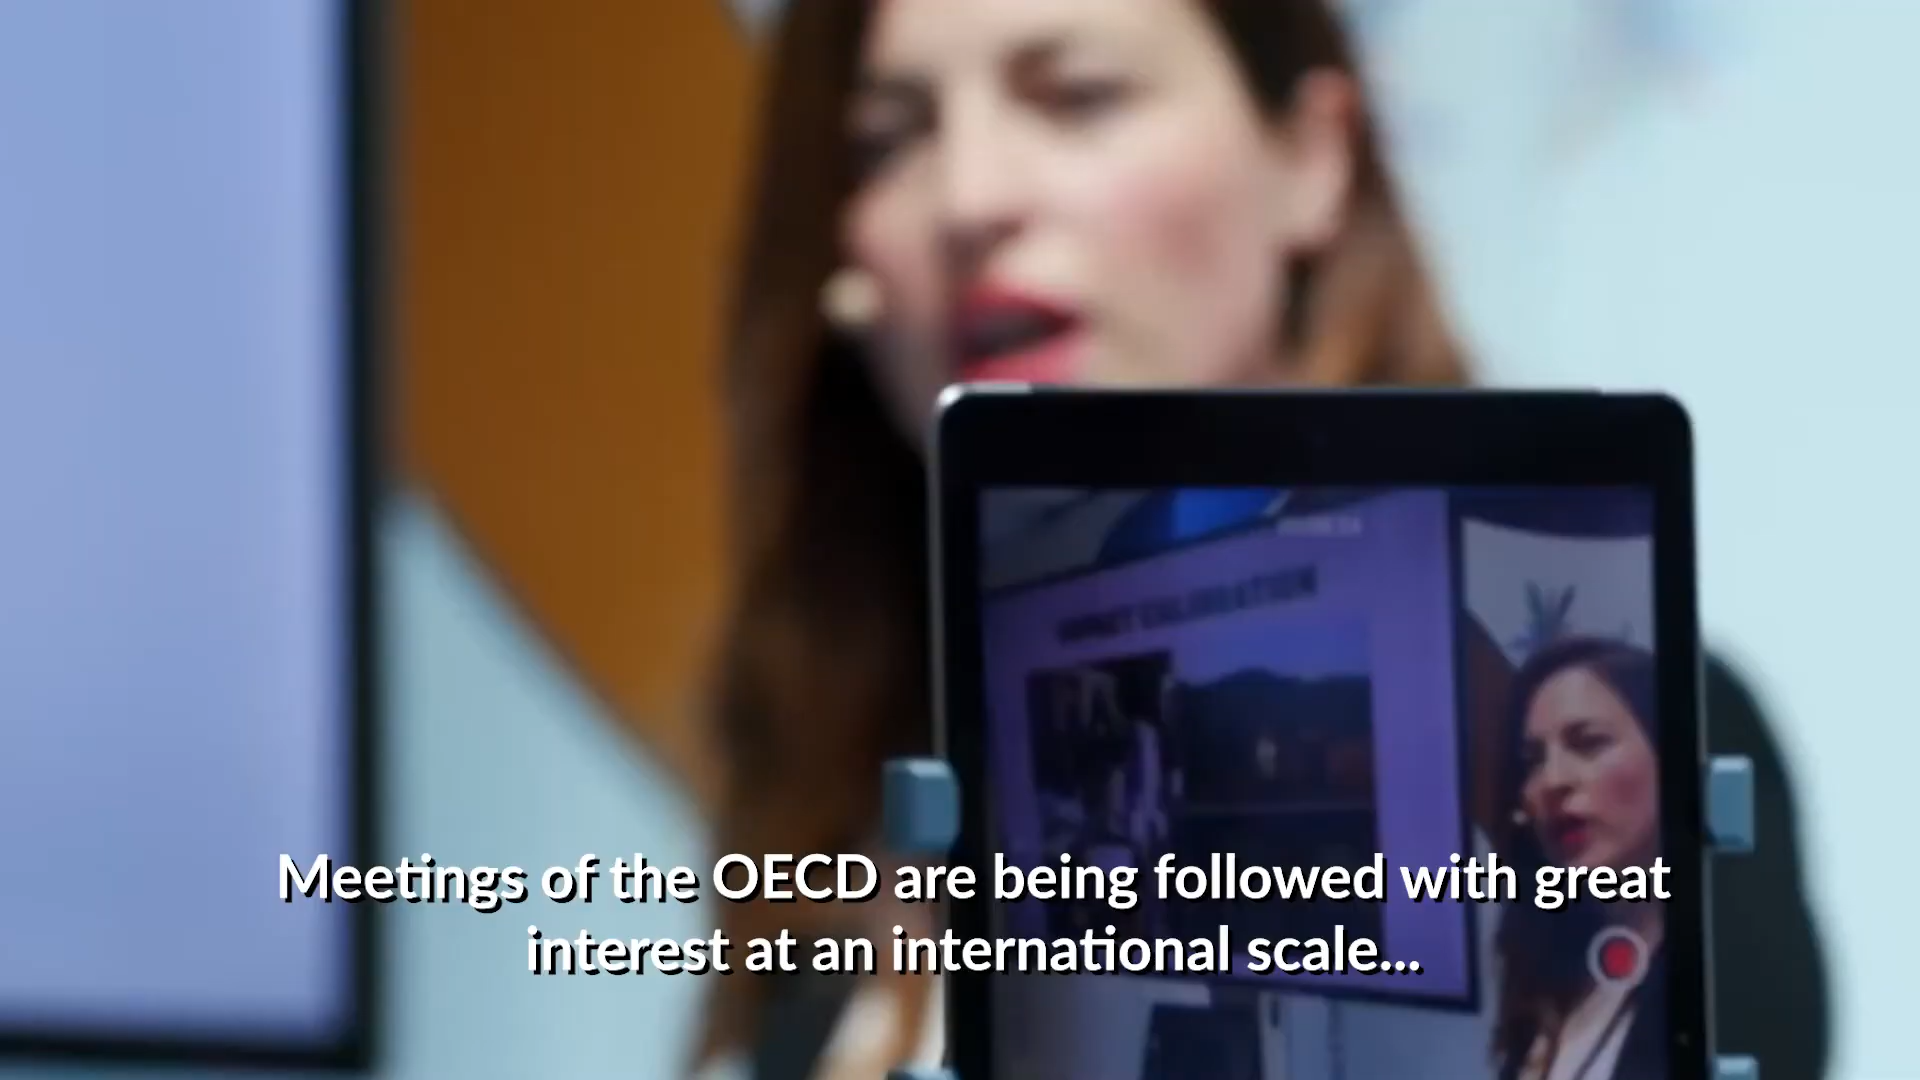 Meetings of the OECD are being followed with great
interest at an international scale...